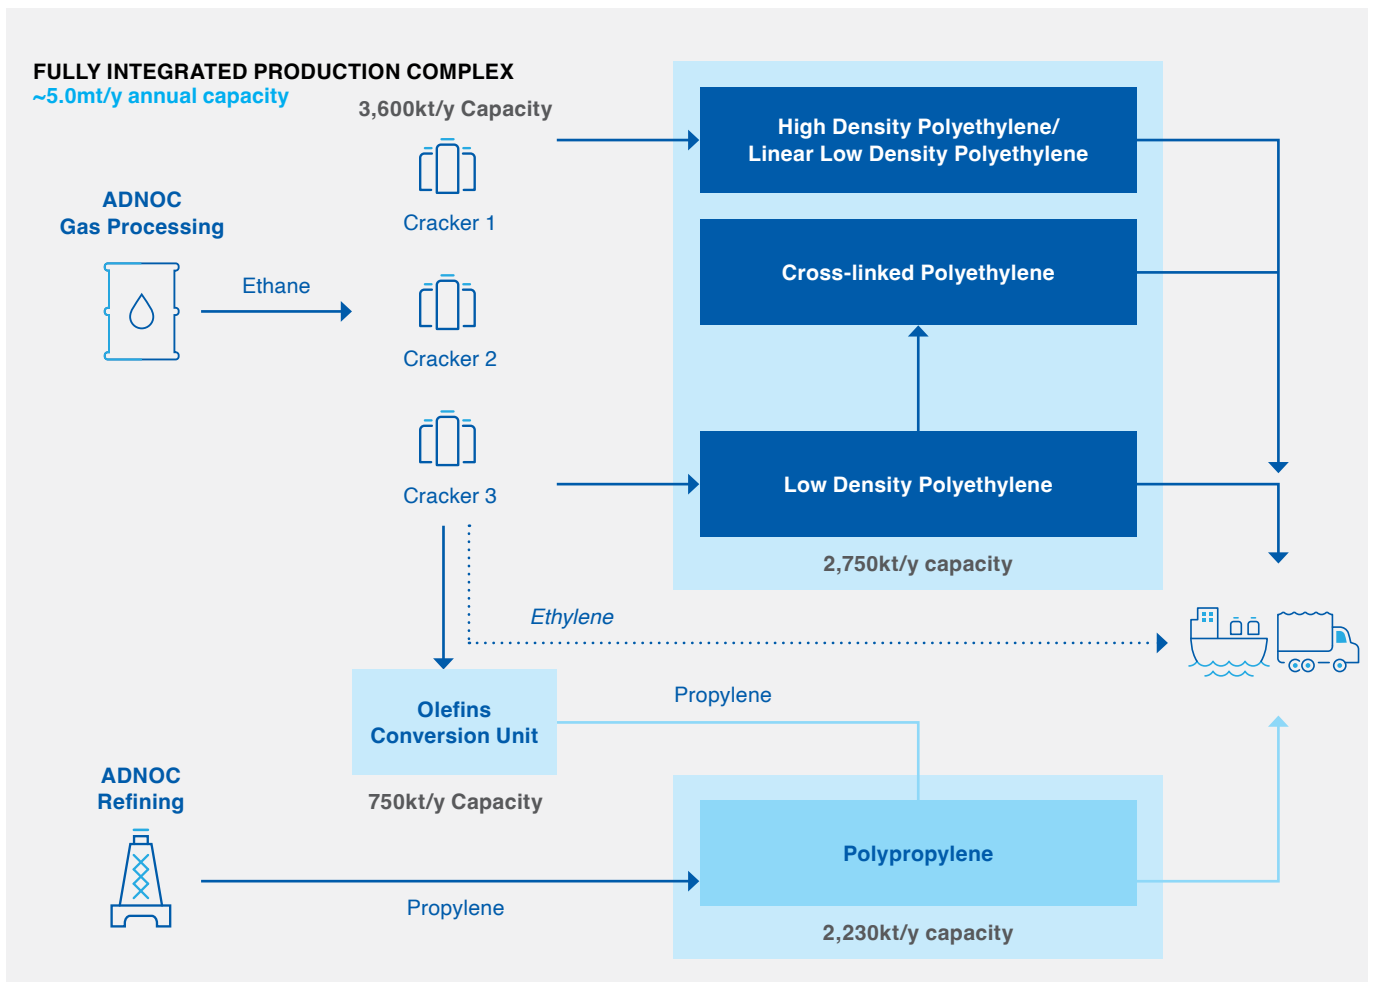 FULLY INTEGRATED PRODUCTION COMPLEX
~5.0mt/y annual capacity
3,600kt/y Capacity
Cracker 1
Cracker 2
Cracker 3
ADNOC
Gas Processing
Ethane
High Density Polyethylene/
Linear Low Density Polyethylene
Cross-linked Polyethylene
Low Density Polyethylene
2,750kt/y capacity
Ethylene
Olefins
Conversion Unit
750kt/y Capacity
Propylene
ADNOC
Refining
Propylene
Polypropylene
2,230kt/y capacity